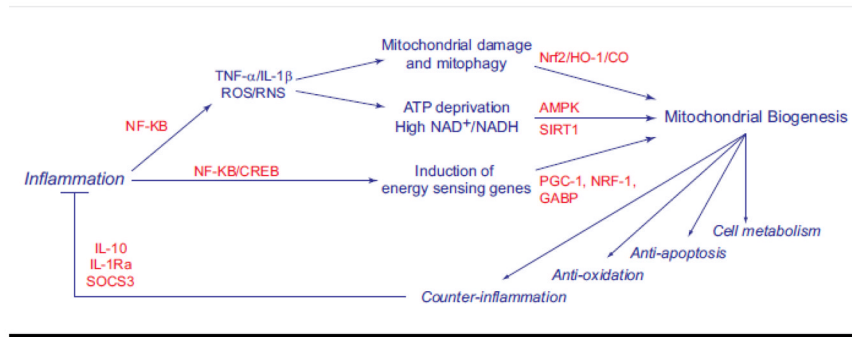 Mitochondrial damage
and mitophagy
Nrf2/HO-1/CO
TNF-α/IL-1β
ROS/RNS
ATP deprivation
High NAD⁺/NADH
AMPK
SIRT1
Mitochondrial Biogenesis
NF-KB
Inflammation
NF-KB/CREB
Induction of
energy sensing genes
PGC-1, NRF-1,
GABP
Cell metabolism
Anti-apoptosis
Anti-oxidation
Counter-inflammation
IL-10
IL-1Ra
SOCS3